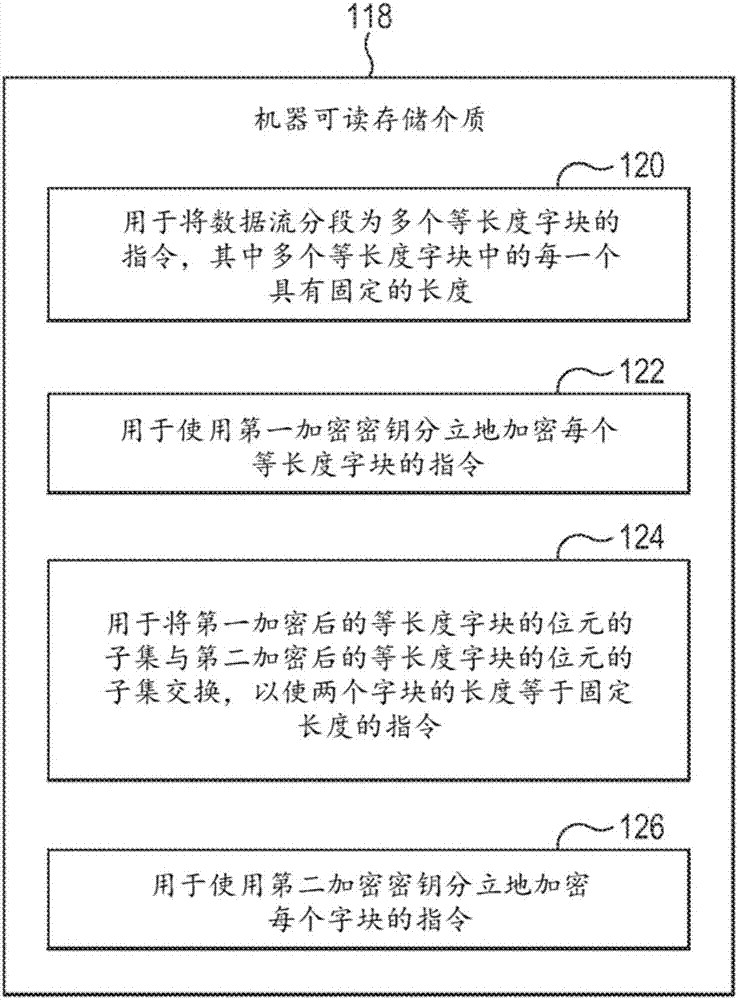 118
机器可读存储介质
120
用于将数据流分段为多个等长度字块的
指令，其中多个等长度字块中的每一个
具有固定的长度
122
用于使用第一加密密钥分立地加密每个
等长度字块的指令
124
用于将第一加密后的等长度字块的位元的
子集与第二加密后的等长度字块的位元的
子集交换，以使两个字块的长度等于固定
长度的指令
126
用于使用第二加密密钥分立地加密
每个字块的指令